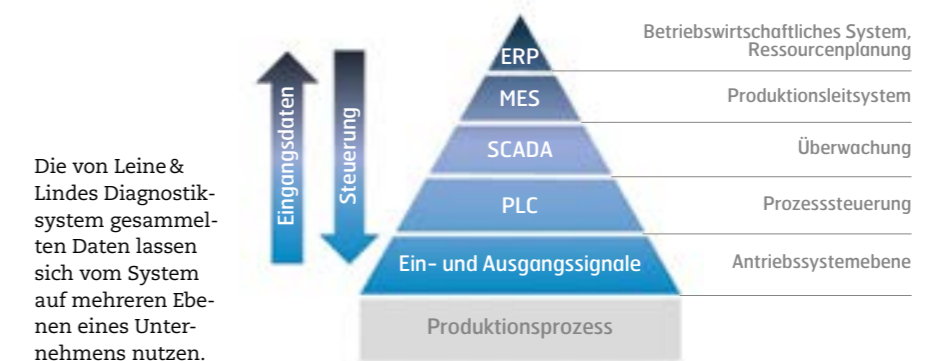 Die von Leine &
Lindes Diagnostik-
system gesammel-
ten Daten lassen
sich vom System
auf mehreren Ebe-
nen eines Unter-
nehmens nutzen.
Eingangsdaten
Steuerung
ERP
Betriebswirtschaftliches System,
Ressourcenplanung
MES
Produktionsleitsystem
SCADA
Überwachung
PLC
Prozesssteuerung
Ein- und Ausgangssignale
Antriebssystemebene
Produktionsprozess